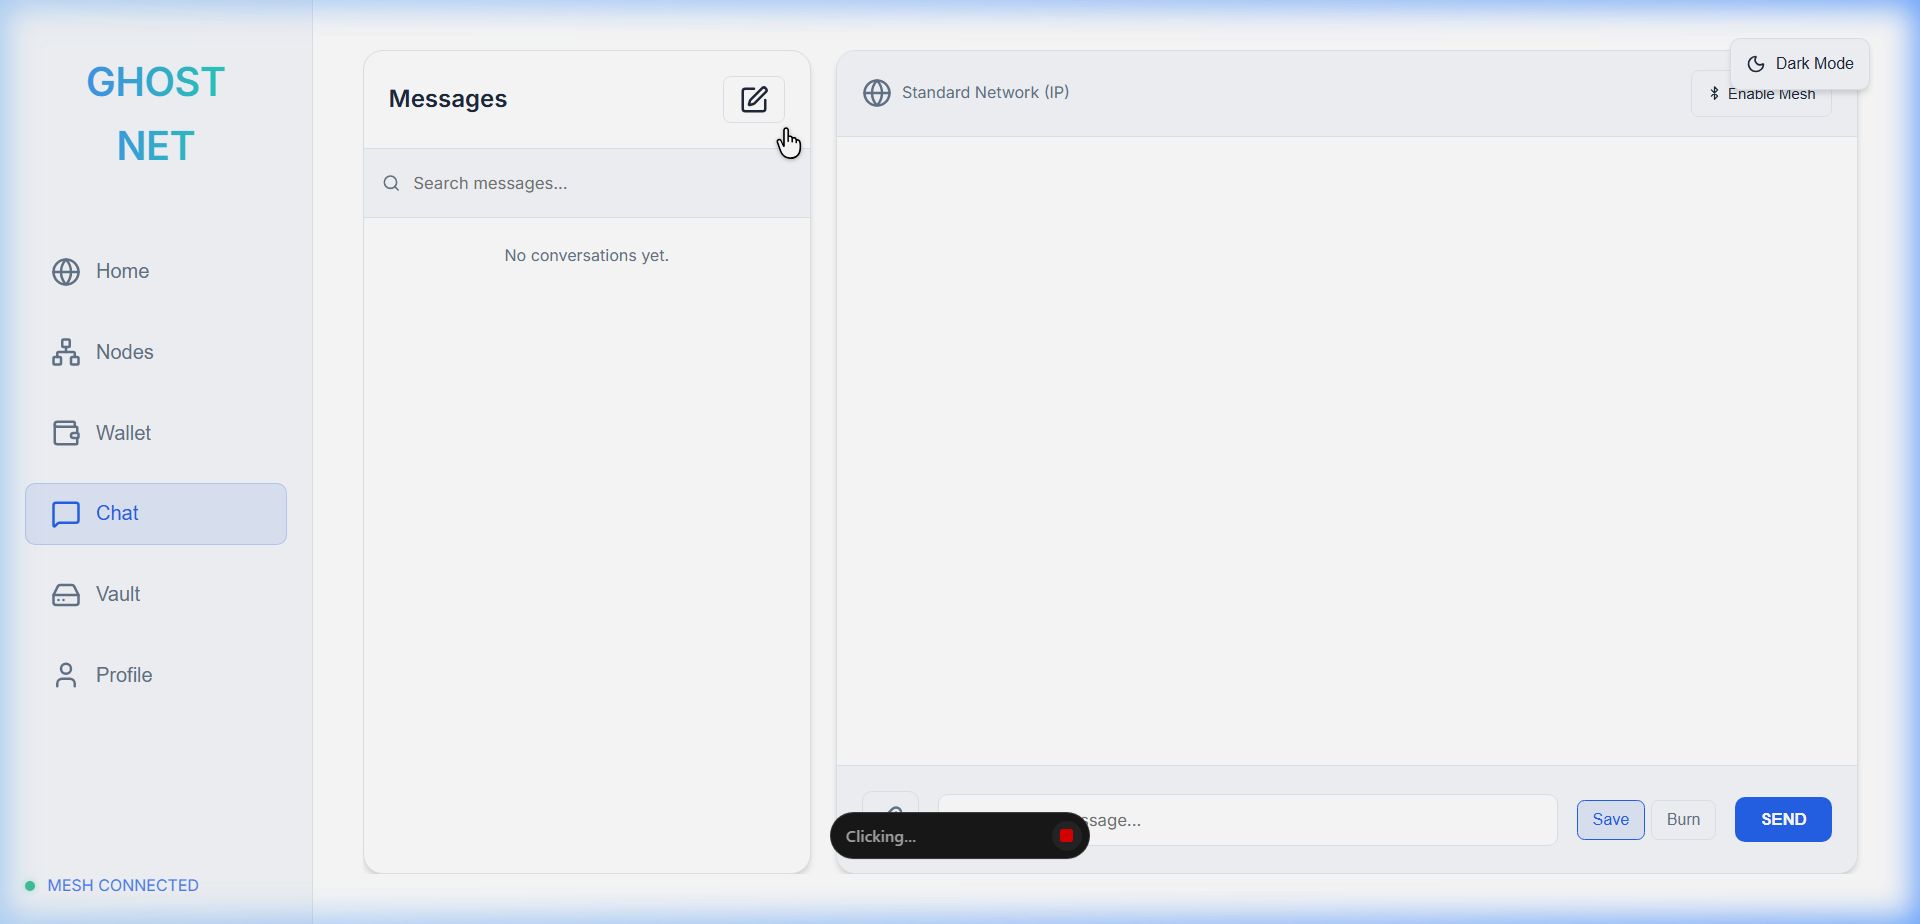 GHOST
NET
Home
Nodes
Wallet
Chat
Vault
Profile
MESH CONNECTED
Messages
Search messages...
No conversations yet.
Standard Network (IP)
Dark Mode
Enable Mesh
Clicking...
Save
Burn
SEND